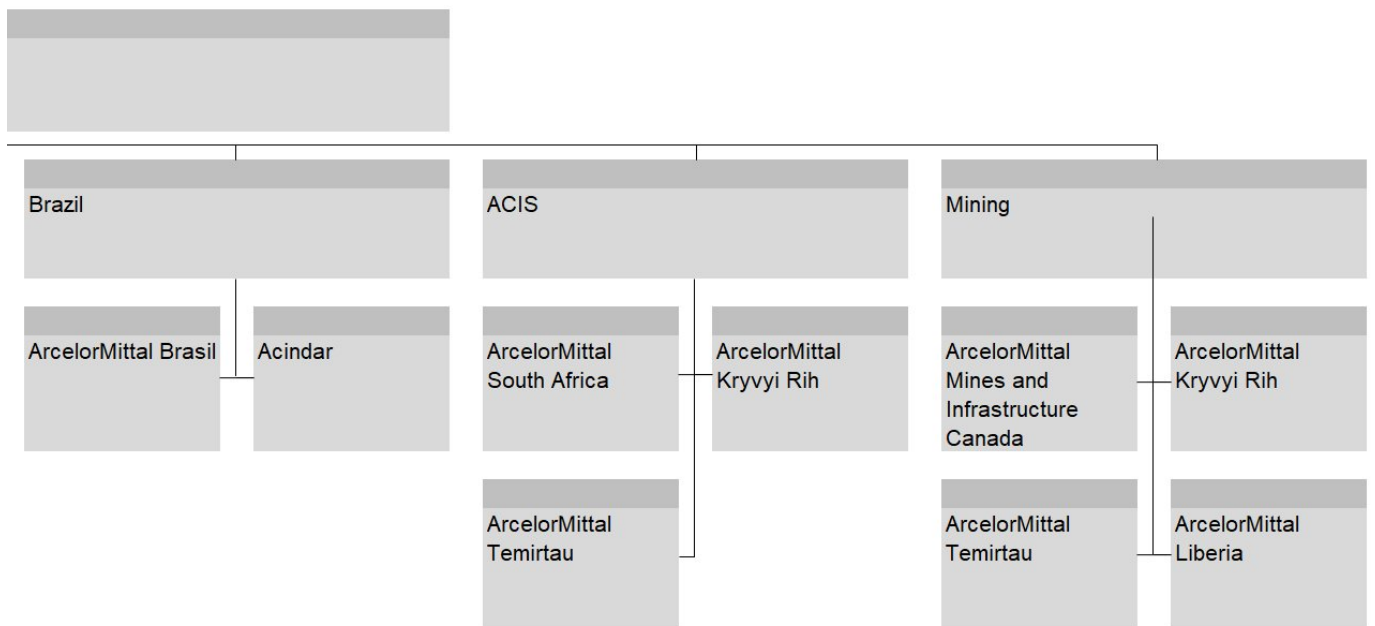 Brazil
ACIS
Mining
ArcelorMittal Brasil
Acindar
ArcelorMittal
South Africa
ArcelorMittal
Kryvyi Rih
ArcelorMittal
Mines and
Infrastructure
Canada
ArcelorMittal
Kryvyi Rih
ArcelorMittal
Temirtau
ArcelorMittal
Temirtau
ArcelorMittal
Liberia